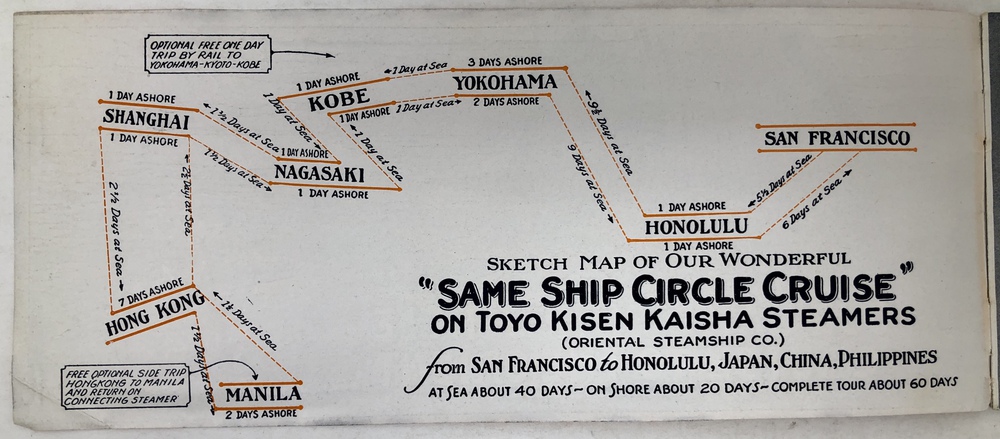 OPTIONAL FREE ONE DAY
TRIP BY RAIL TO
YOKOHAMA-KYOTO-KOBE
1 DAY ASHORE
SHANGHAI
1 DAY ASHORE
1½ Days at Sea
1½ Days at Sea
1 DAY ASHORE
KOBE
1 DAY ASHORE
1 Day at Sea
1 Day at Sea
1 Day at Sea
1 Day at Sea
3 DAYS ASHORE
YOKOHAMA
2 DAYS ASHORE
1 DAY ASHORE
NAGASAKI
1 DAY ASHORE
9½ Days at Sea
9 Days at Sea
SAN FRANCISCO
5½ Days at Sea
6 Days at Sea
1 DAY ASHORE
HONOLULU
1 DAY ASHORE
2½ Days at Sea
2½ Days at Sea
7 DAYS ASHORE
HONG KONG
1½ Days at Sea
1½ Days at Sea
FREE OPTIONAL SIDE TRIP
HONGKONG TO MANILA
AND RETURN ON
CONNECTING STEAMER
MANILA
2 DAYS ASHORE
SKETCH MAP OF OUR WONDERFUL
"SAME SHIP CIRCLE CRUISE"
ON TOYO KISEN KAISHA STEAMERS
(ORIENTAL STEAMSHIP CO.)
from SAN FRANCISCO to HONOLULU, JAPAN, CHINA, PHILIPPINES
AT SEA ABOUT 40 DAYS~ON SHORE ABOUT 20 DAYS~COMPLETE TOUR ABOUT 60 DAYS